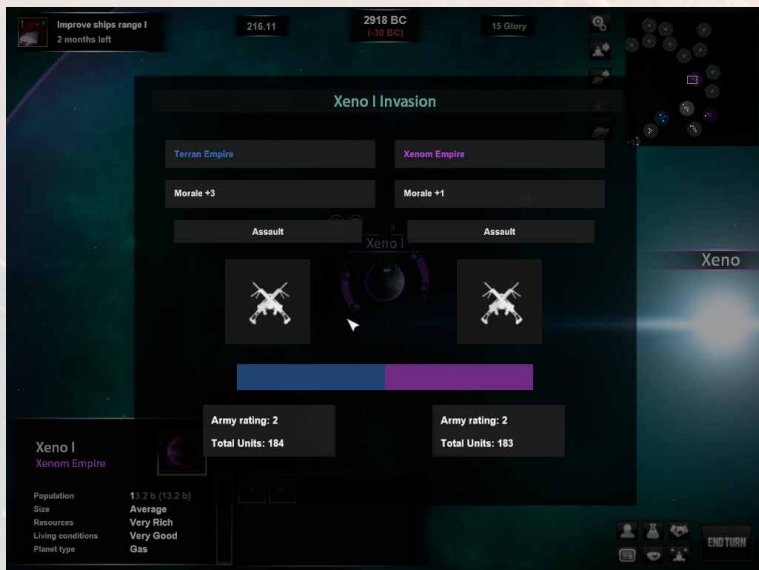 Improve ships range I
2 months left
216.11
2918 BC
(-30 BC)
15 Glory
Xeno I Invasion
Terran Empire
Xenom Empire
Morale +3
Morale +1
Assault
Assault
Xeno I
Xeno
Army rating: 2
Total Units: 184
Army rating: 2
Total Units: 183
Xeno I
Xenom Empire
Population 13.2 b (13.2 b)
Size Average
Resources Very Rich
Living conditions Very Good
Planet type Gas
END TURN